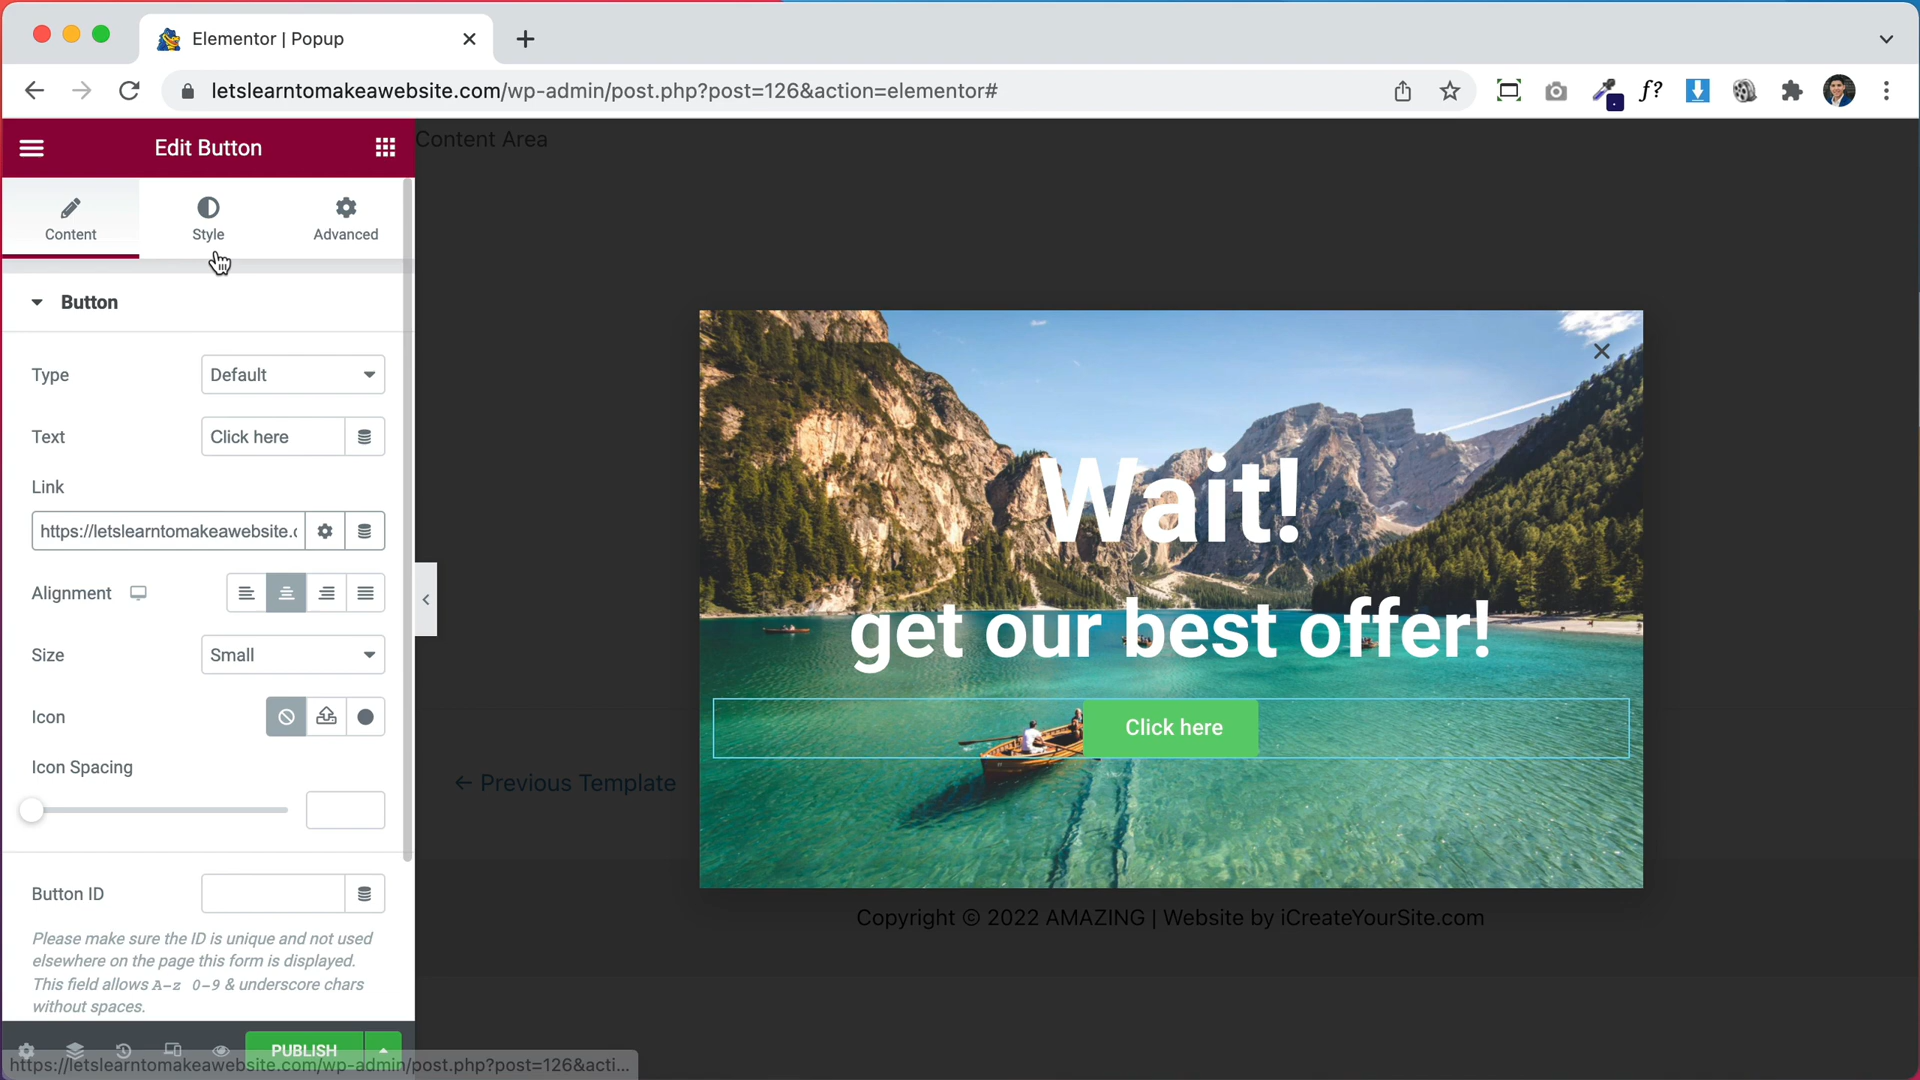 Elementor | Popup
letslearntomakeawebsite.com/wp-admin/post.php?post=126&action=elementor#
f?
Edit Button
Content Area
Content
Style
Advanced
Button
Type
Default
Text
Click here
Link
https://letslearntomakeawebsite.c
Alignment
Size
Small
Icon
Icon Spacing
Button ID
Please make sure the ID is unique and not used
elsewhere on the page this form is displayed.
This field allows A-z 0-9 & underscore chars
without spaces.
PUBLISH
https://letslearntomakeawebsite.com/wp-admin/post.php?post=126&acti...
Wait!
get our best offer!
Click here
← Previous Template
Copyright © 2022 AMAZING | Website by iCreateYourSite.com